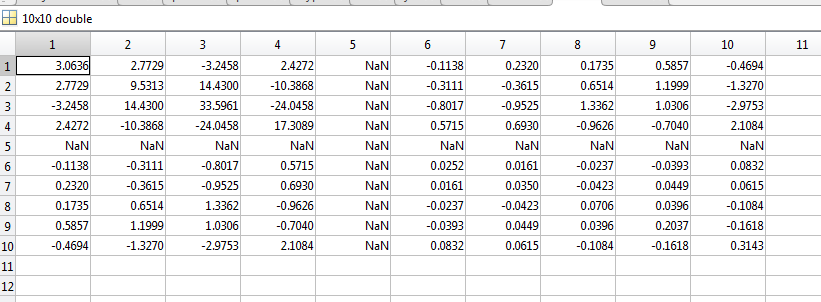 10x10 double
1 2 3 4 5 6 7 8 9 10 11
1 3.0636 2.7729 -3.2458 2.4272 NaN -0.1138 0.2320 0.1735 0.5857 -0.4694
2 2.7729 9.5313 14.4300 -10.3868 NaN -0.3111 -0.3615 0.6514 1.1999 -1.3270
3 -3.2458 14.4300 33.5961 -24.0458 NaN -0.8017 -0.9525 1.3362 1.0306 -2.9753
4 2.4272 -10.3868 -24.0458 17.3089 NaN 0.5715 0.6930 -0.9626 -0.7040 2.1084
5 NaN NaN NaN NaN NaN NaN NaN NaN NaN NaN
6 -0.1138 -0.3111 -0.8017 0.5715 NaN 0.0252 0.0161 -0.0237 -0.0393 0.0832
7 0.2320 -0.3615 -0.9525 0.6930 NaN 0.0161 0.0350 -0.0423 0.0449 0.0615
8 0.1735 0.6514 1.3362 -0.9626 NaN -0.0237 -0.0423 0.0706 0.0396 -0.1084
9 0.5857 1.1999 1.0306 -0.7040 NaN -0.0393 0.0449 0.0396 0.2037 -0.1618
10 -0.4694 -1.3270 -2.9753 2.1084 NaN 0.0832 0.0615 -0.1084 -0.1618 0.3143
11
12